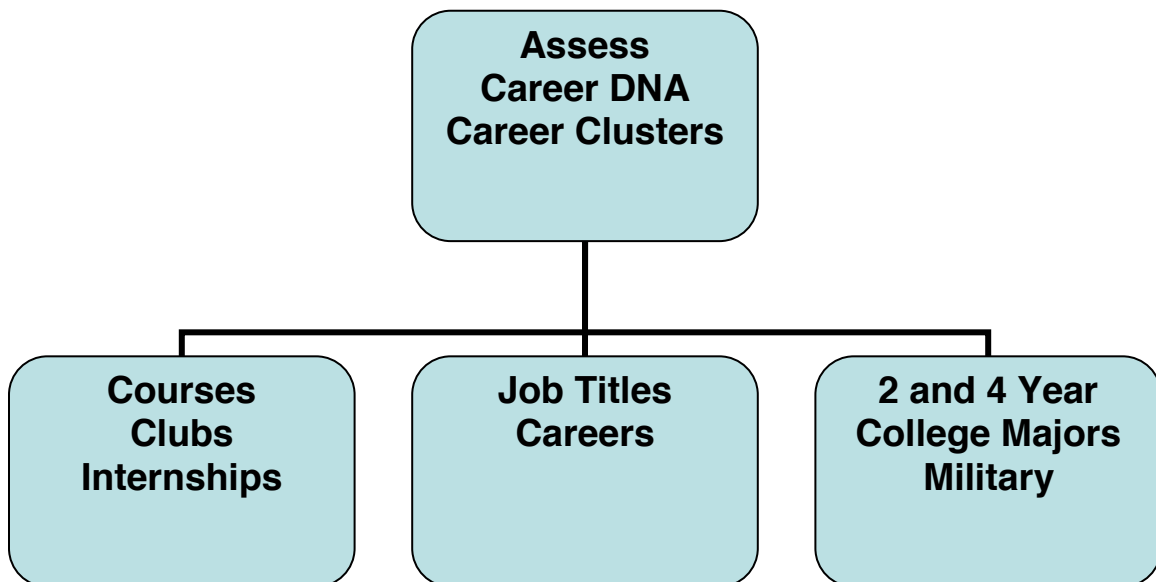 Assess
Career DNA
Career Clusters
Courses
Clubs
Internships
Job Titles
Careers
2 and 4 Year
College Majors
Military